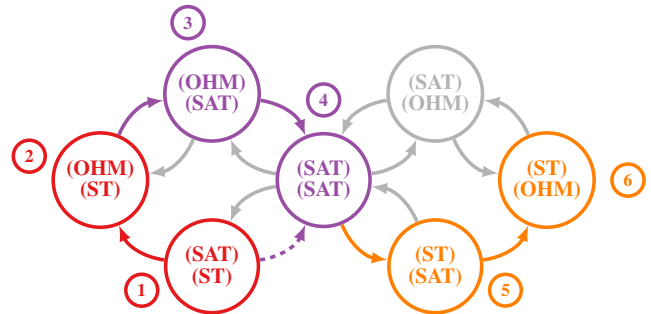 3
(OHM)
(SAT)
4
(SAT)
(OHM)
2
(OHM)
(ST)
(SAT)
(SAT)
(ST)
(OHM)
6
1
(SAT)
(ST)
(ST)
(SAT)
5